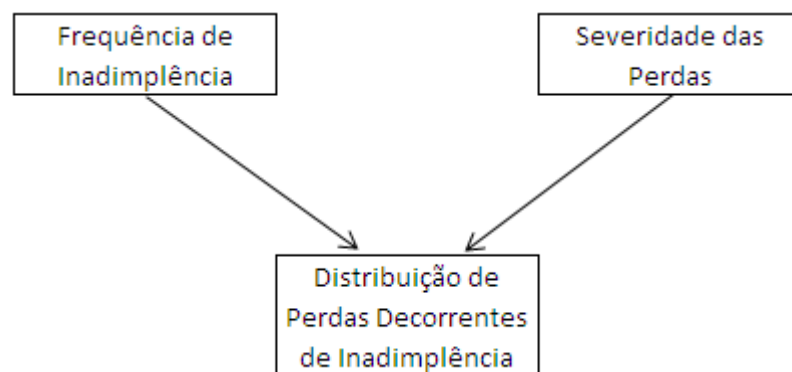 Frequência de
Inadimplência
Severidade das
Perdas
Distribuição de
Perdas Decorrentes
de Inadimplência